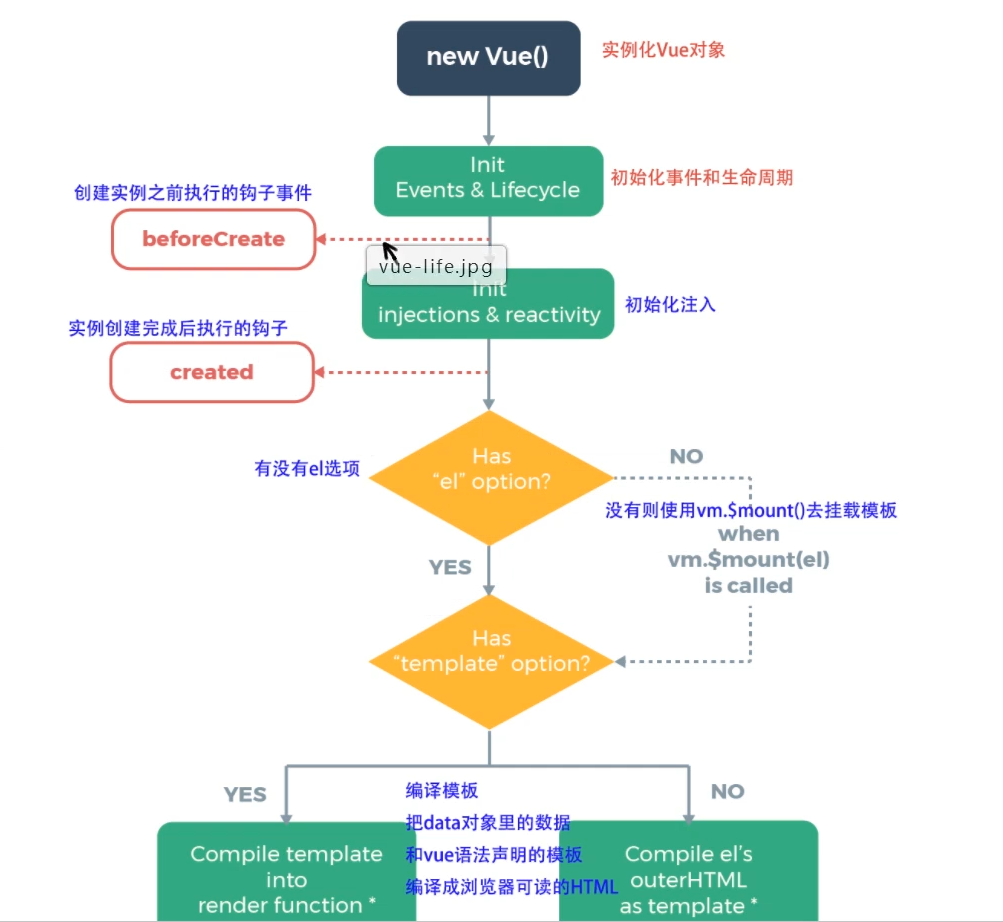 new Vue()
实例化Vue对象
Init
Events & Lifecycle
初始化事件和生命周期
创建实例之前执行的钩子事件
beforeCreate
vue-life.jpg
Init
injections & reactivity
初始化注入
实例创建完成后执行的钩子
created
Has
“el” option?
有没有el选项
NO
没有则使用vm.$mount()去挂载模板
when
vm.$mount(el)
is called
YES
Has
“template” option?
YES
NO
编译模板
把data对象里的数据
和vue语法声明的模板
编译成浏览器可读的HTML
Compile template
into
render function *
Compile el’s
outerHTML
as template *